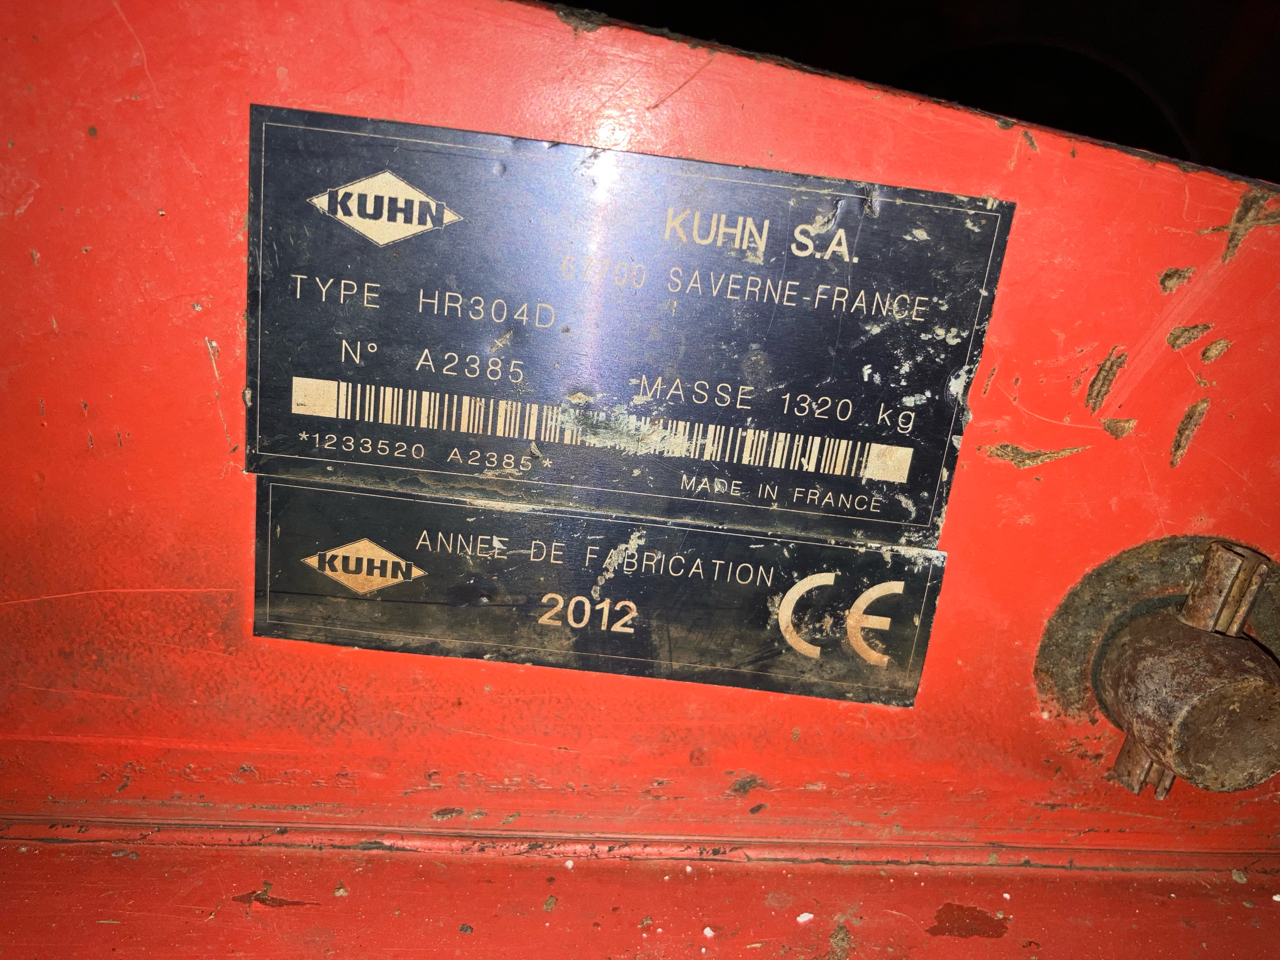 KUHN
KUHN S.A.
67700 SAVERNE-FRANCE
TYPE HR304D
N° A2385
MASSE 1320 kg
*1233520 A2385*
MADE IN FRANCE
KUHN
ANNEE DE FABRICATION
2012
CE